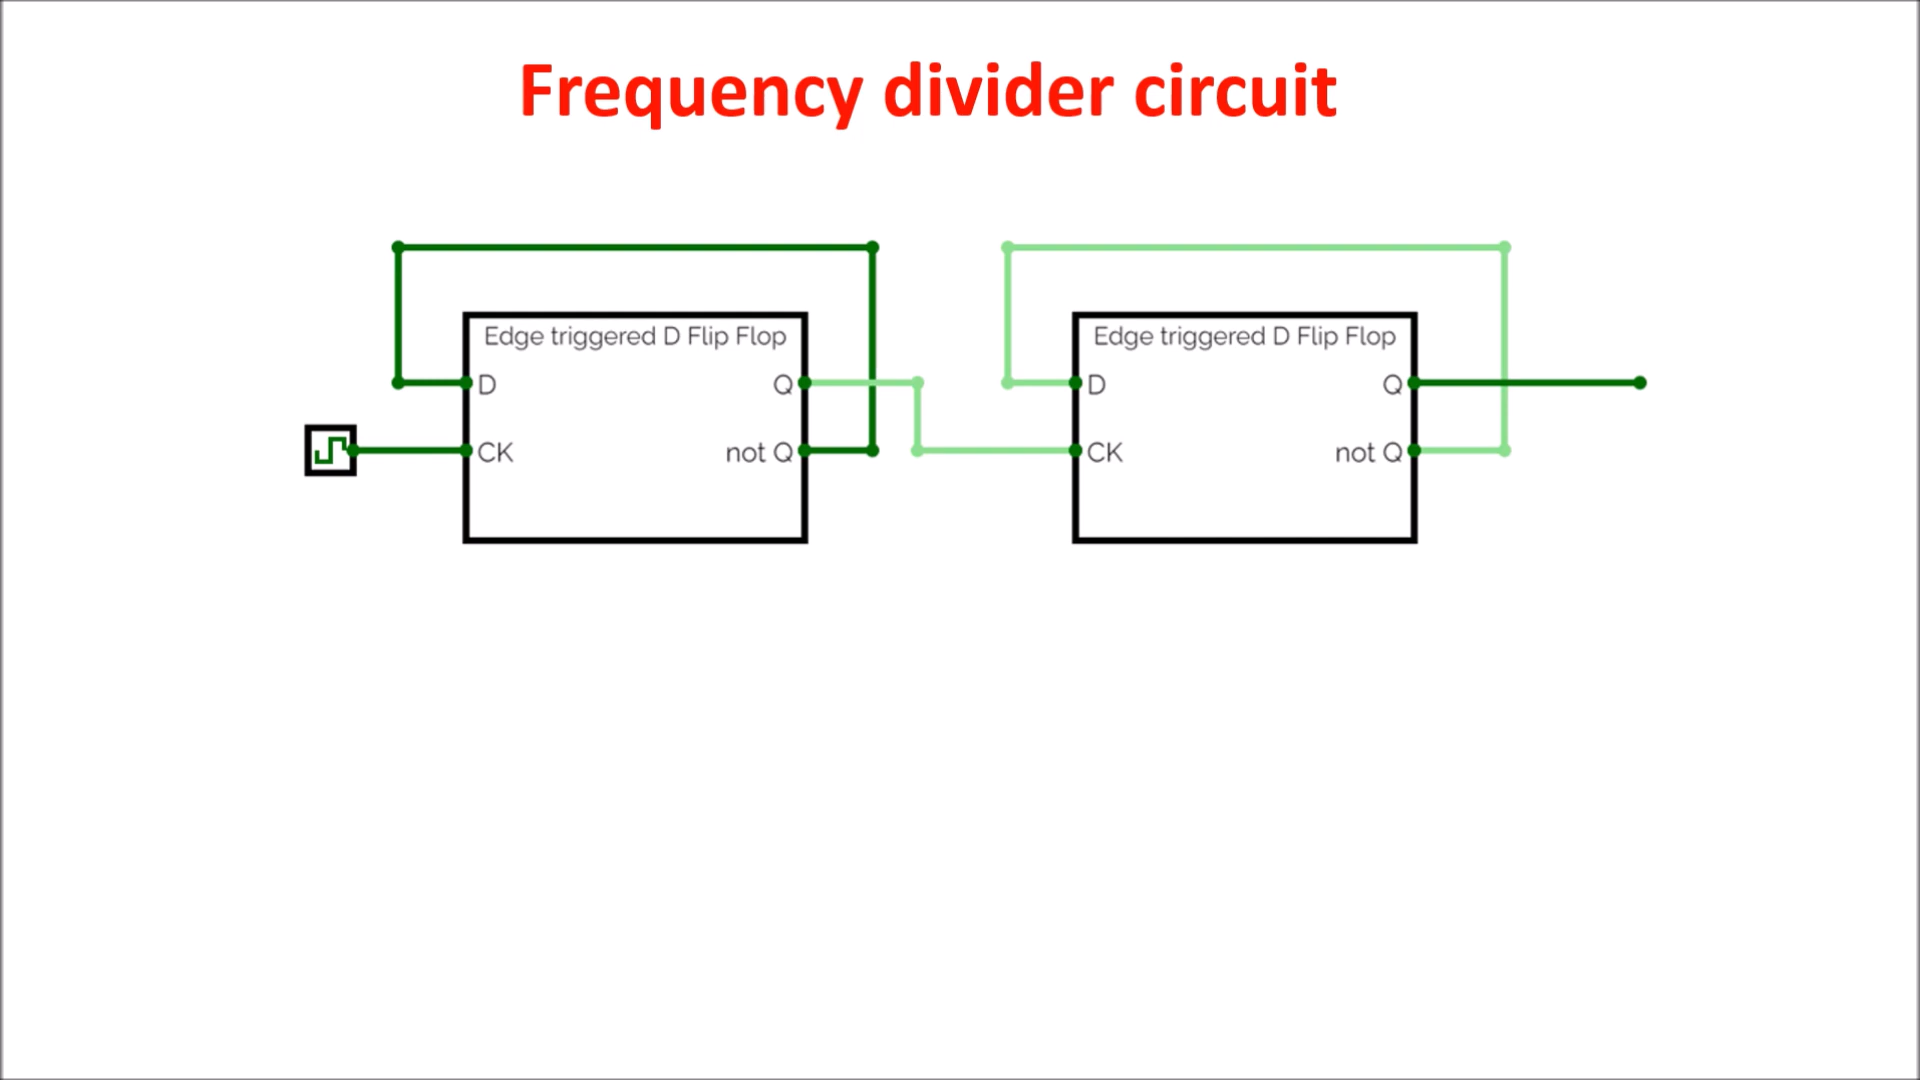 Frequency divider circuit
Edge triggered D Flip Flop
D
Q
CK
not Q
Edge triggered D Flip Flop
D
Q
CK
not Q